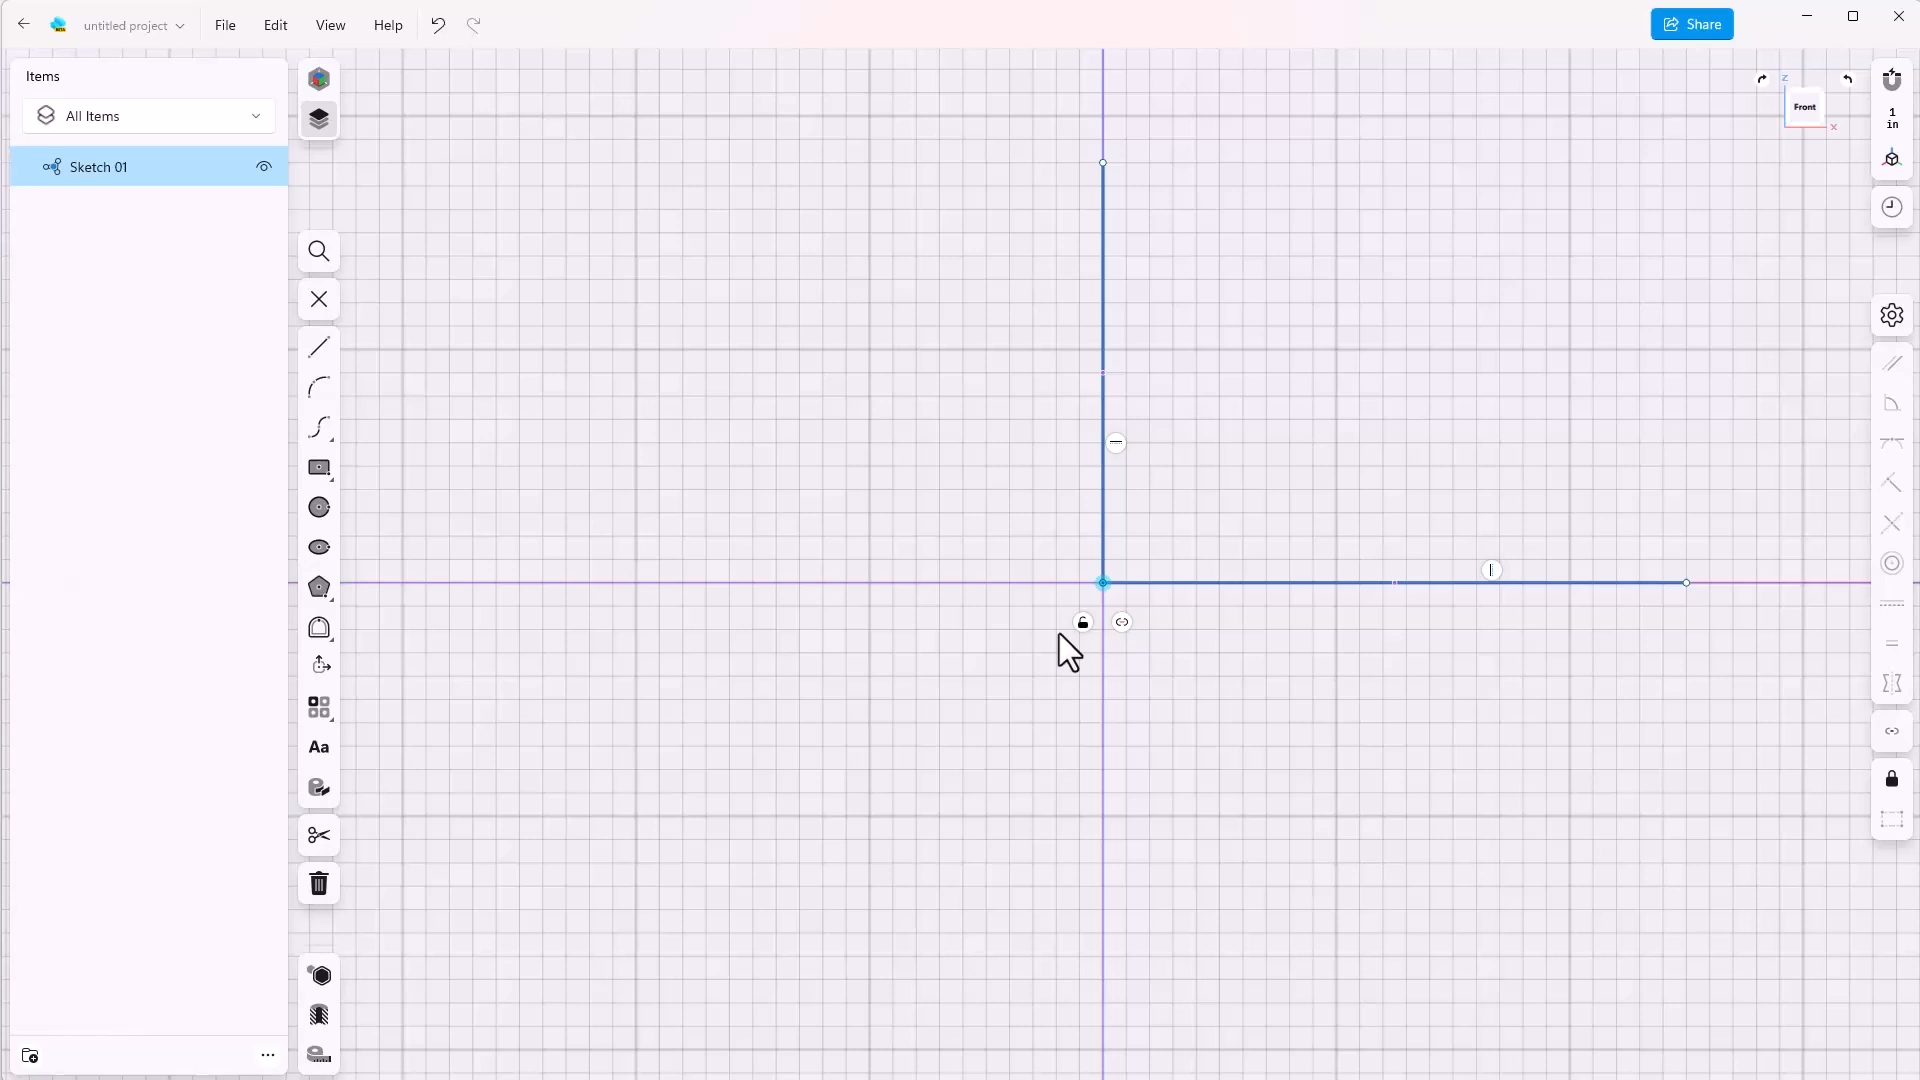 untitled project
File
Edit
View
Help
Share
Items
All Items
Sketch 01
Z
Front
X
1
in
Aa